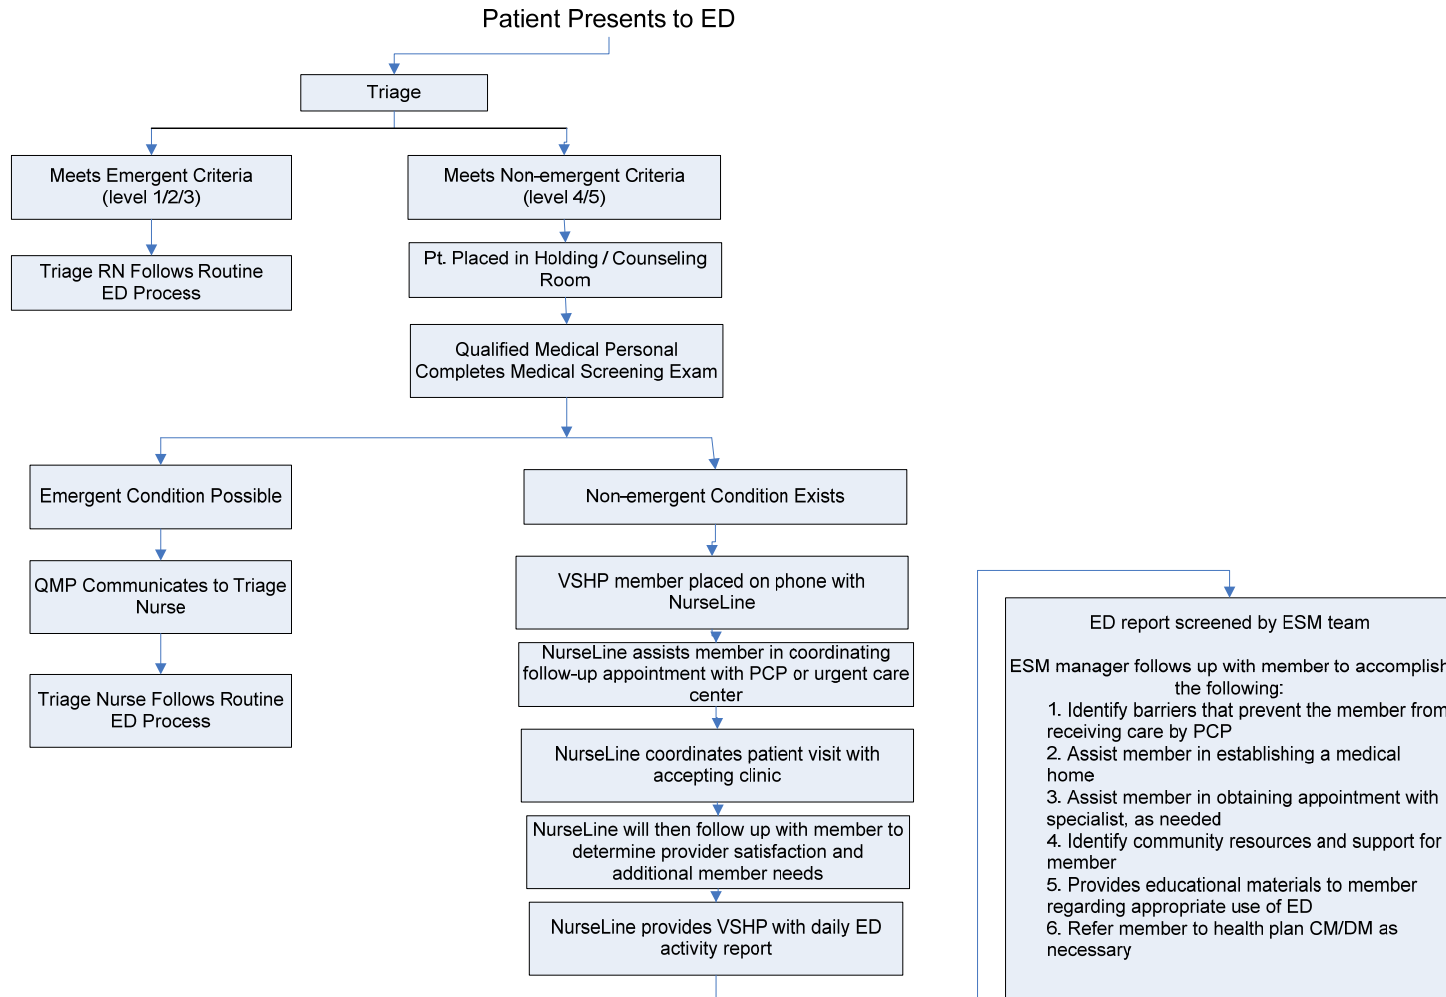 Patient Presents to ED
Triage
Meets Emergent Criteria
(level 1/2/3)
Meets Non-emergent Criteria
(level 4/5)
Triage RN Follows Routine
ED Process
Pt. Placed in Holding / Counseling
Room
Qualified Medical Personal
Completes Medical Screening Exam
Emergent Condition Possible
Non-emergent Condition Exists
QMP Communicates to Triage
Nurse
Triage Nurse Follows Routine
ED Process
VSHP member placed on phone with
NurseLine
NurseLine assists member in coordinating
follow-up appointment with PCP or urgent care
center
NurseLine coordinates patient visit with
accepting clinic
NurseLine will then follow up with member to
determine provider satisfaction and
additional member needs
NurseLine provides VSHP with daily ED
activity report
ED report screened by ESM team
ESM manager follows up with member to accomplish
the following:
1. Identify barriers that prevent the member from
receiving care by PCP
2. Assist member in establishing a medical
home
3. Assist member in obtaining appointment with
specialist, as needed
4. Identify community resources and support for
member
5. Provides educational materials to member
regarding appropriate use of ED
6. Refer member to health plan CM/DM as
necessary